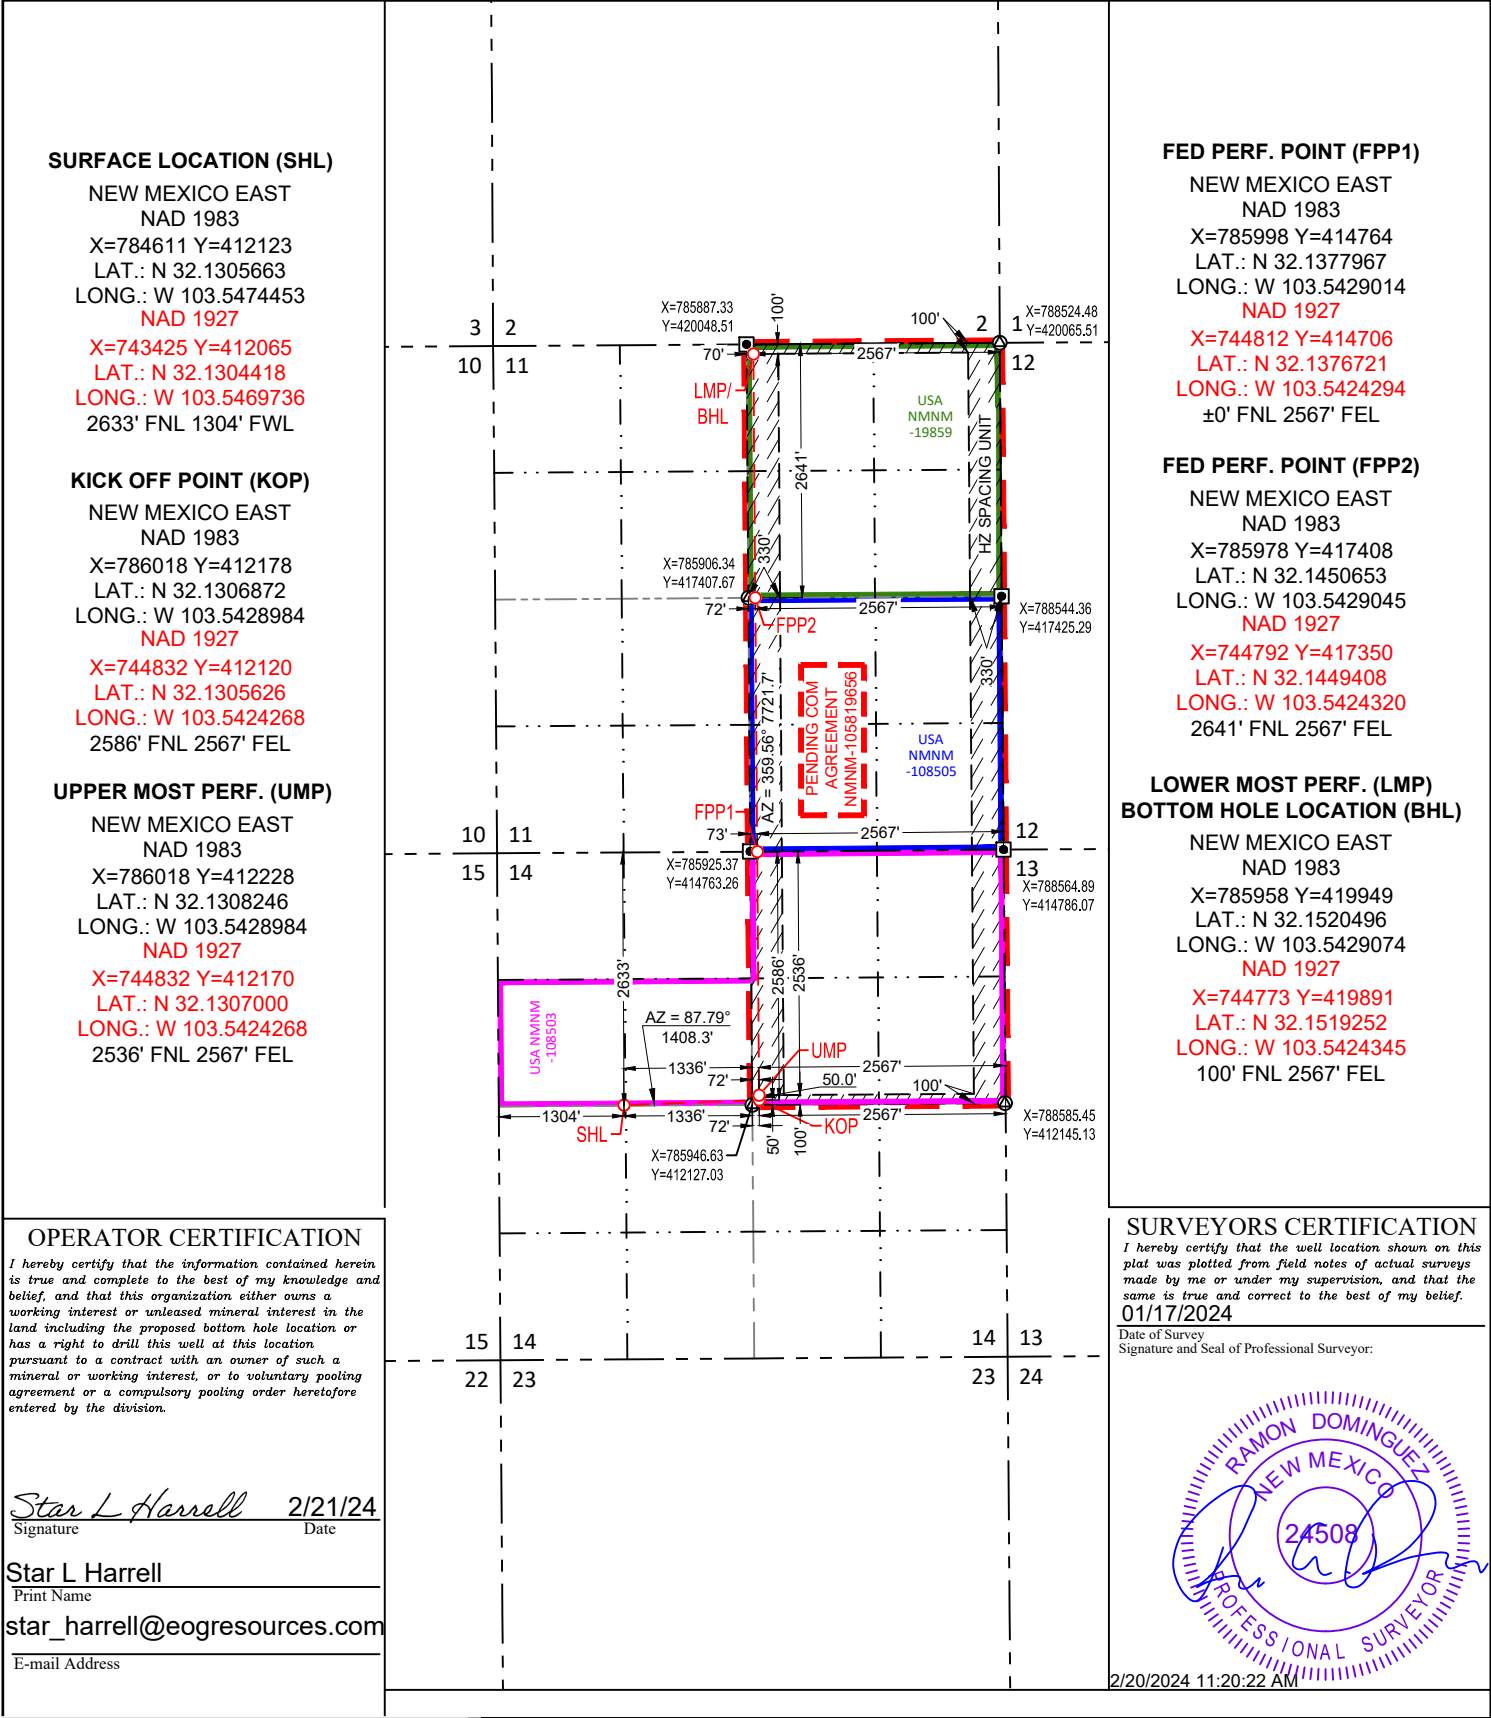 SURFACE LOCATION (SHL)
NEW MEXICO EAST
NAD 1983
X=784611 Y=412123
LAT.: N 32.1305663
LONG.: W 103.5474453
NAD 1927
X=743425 Y=412065
LAT.: N 32.1304418
LONG.: W 103.5469736
2633' FNL 1304' FWL
KICK OFF POINT (KOP)
NEW MEXICO EAST
NAD 1983
X=786018 Y=412178
LAT.: N 32.1306872
LONG.: W 103.5428984
NAD 1927
X=744832 Y=412120
LAT.: N 32.1305626
LONG.: W 103.5424268
2586' FNL 2567' FEL
UPPER MOST PERF. (UMP)
NEW MEXICO EAST
NAD 1983
X=786018 Y=412228
LAT.: N 32.1308246
LONG.: W 103.5428984
NAD 1927
X=744832 Y=412170
LAT.: N 32.1307000
LONG.: W 103.5424268
2536' FNL 2567' FEL
OPERATOR CERTIFICATION
I hereby certify that the information contained herein
is true and complete to the best of my knowledge and
belief, and that this organization either owns a
working interest or unleased mineral interest in the
land including the proposed bottom hole location or
has a right to drill this well at this location
pursuant to a contract with an owner of such a
mineral or working interest, or to voluntary pooling
agreement or a compulsory pooling order heretofore
entered by the division.
Star L Harrell 2/21/24
Signature Date
Star L Harrell
Print Name
star_harrell@eogresources.com
E-mail Address
X=785887.33
Y=420048.51
100'
100'
2 1
X=788524.48
Y=420065.51
3 2
10 11
12
70'
2567'
LMP/
BHL
USA
NMNM
-19859
2641'
HZ SPACING UNIT
330'
X=785906.34
Y=417407.67
72'
2567'
FPP2
X=788544.36
Y=417425.29
330'
AZ = 359.56° 7721.7'
PENDING COM
AGREEMENT
NMNM-105819656
USA
NMNM
-108505
FPP1
73'
2567'
10 11
15 14
12
13
X=785925.37
Y=414763.26
X=788564.89
Y=414786.07
2633'
2586'
2536'
USA NMNM
-108503
AZ = 87.79°
1408.3'
UMP
1336'
2567'
72'
50.0'
100'
1304'
1336'
2567'
SHL
72'
50'
100'
KOP
X=788585.45
Y=412145.13
X=785946.63
Y=412127.03
15 14
22 23
14 13
23 24
FED PERF. POINT (FPP1)
NEW MEXICO EAST
NAD 1983
X=785998 Y=414764
LAT.: N 32.1377967
LONG.: W 103.5429014
NAD 1927
X=744812 Y=414706
LAT.: N 32.1376721
LONG.: W 103.5424294
±0' FNL 2567' FEL
FED PERF. POINT (FPP2)
NEW MEXICO EAST
NAD 1983
X=785978 Y=417408
LAT.: N 32.1450653
LONG.: W 103.5429045
NAD 1927
X=744792 Y=417350
LAT.: N 32.1449408
LONG.: W 103.5424320
2641' FNL 2567' FEL
LOWER MOST PERF. (LMP)
BOTTOM HOLE LOCATION (BHL)
NEW MEXICO EAST
NAD 1983
X=785958 Y=419949
LAT.: N 32.1520496
LONG.: W 103.5429074
NAD 1927
X=744773 Y=419891
LAT.: N 32.1519252
LONG.: W 103.5424345
100' FNL 2567' FEL
SURVEYORS CERTIFICATION
I hereby certify that the well location shown on this
plat was plotted from field notes of actual surveys
made by me or under my supervision, and that the
same is true and correct to the best of my belief.
01/17/2024
Date of Survey
Signature and Seal of Professional Surveyor:
RAMON DOMINGUEZ
NEW MEXICO
24508
PROFESSIONAL SURVEYOR
2/20/2024 11:20:22 AM